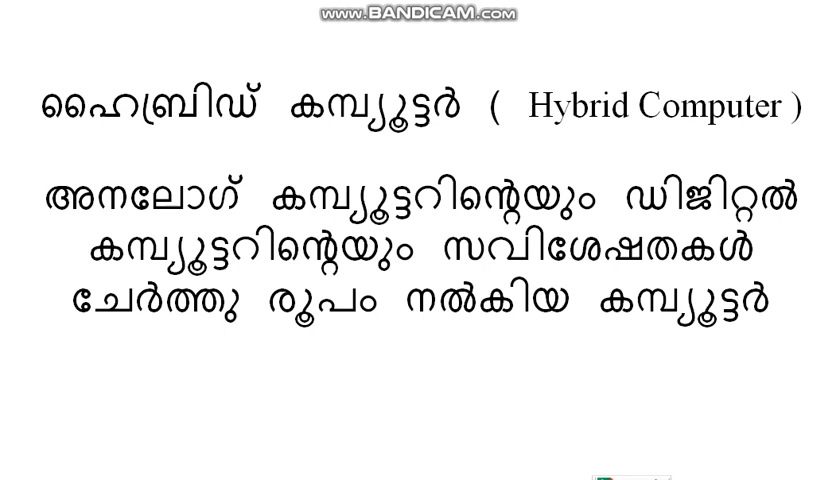 www.BANDICAM.com
ഹൈബ്രിഡ് കമ്പ്യൂട്ടർ ( Hybrid Computer )
അനലോഗ് കമ്പ്യൂട്ടറിന്റെയും ഡിജിറ്റൽ
കമ്പ്യൂട്ടറിന്റെയും സവിശേഷതകൾ
ചേർത്തു രൂപം നൽകിയ കമ്പ്യൂട്ടർ